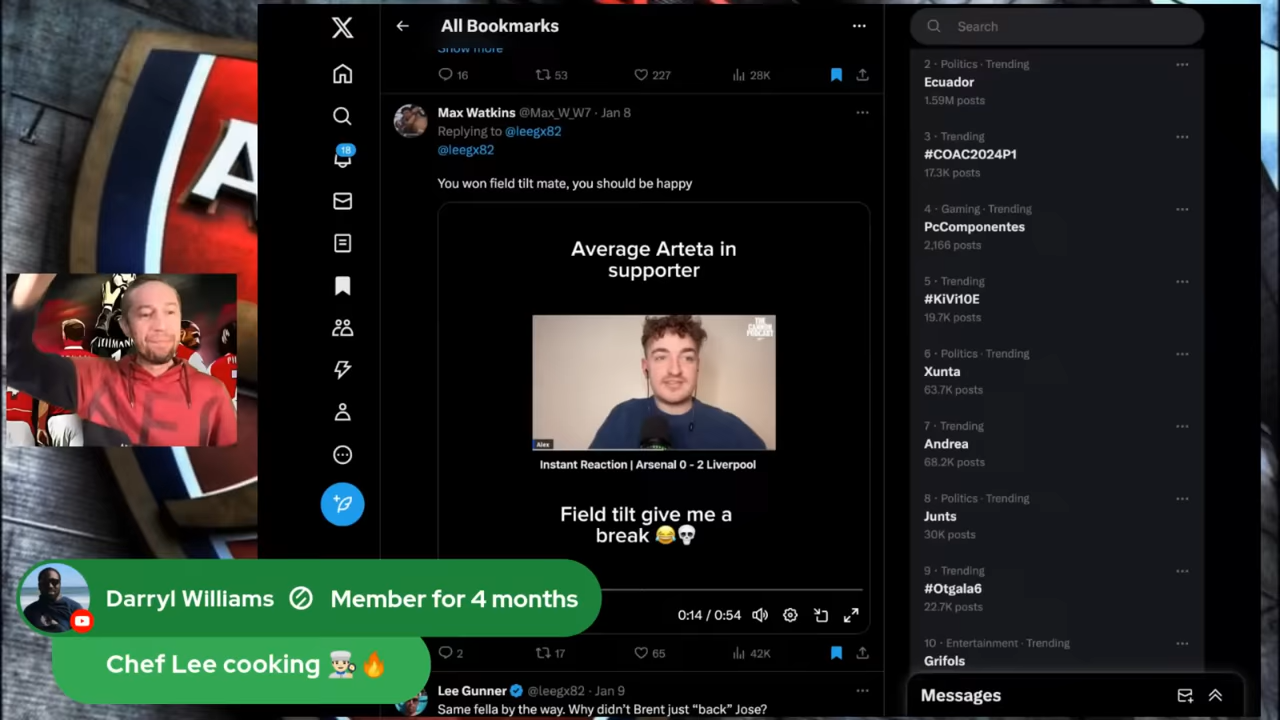 All Bookmarks
Show more
16
53
227
28K
Max Watkins @Max_W_W7 · Jan 8
Replying to @leegx82
@leegx82
You won field tilt mate, you should be happy
Average Arteta in
supporter
THE
CANNON
PODCAST
Alex
Instant Reaction | Arsenal 0 - 2 Liverpool
Field tilt give me a
break 😂💀
0:14 / 0:54
2
17
65
42K
Lee Gunner @leegx82 · Jan 9
Same fella by the way. Why didn't Brent just "back" Jose?
18
Search
2 · Politics · Trending
Ecuador
1.59M posts
3 · Trending
#COAC2024P1
17.3K posts
4 · Gaming · Trending
PcComponentes
2,166 posts
5 · Trending
#KiVi10E
19.7K posts
6 · Politics · Trending
Xunta
63.7K posts
7 · Trending
Andrea
68.2K posts
8 · Politics · Trending
Junts
30K posts
9 · Trending
#Otgala6
22.7K posts
10 · Entertainment · Trending
Grifols
Messages
Darryl Williams Member for 4 months
Chef Lee cooking 👨🏻‍🍳🔥